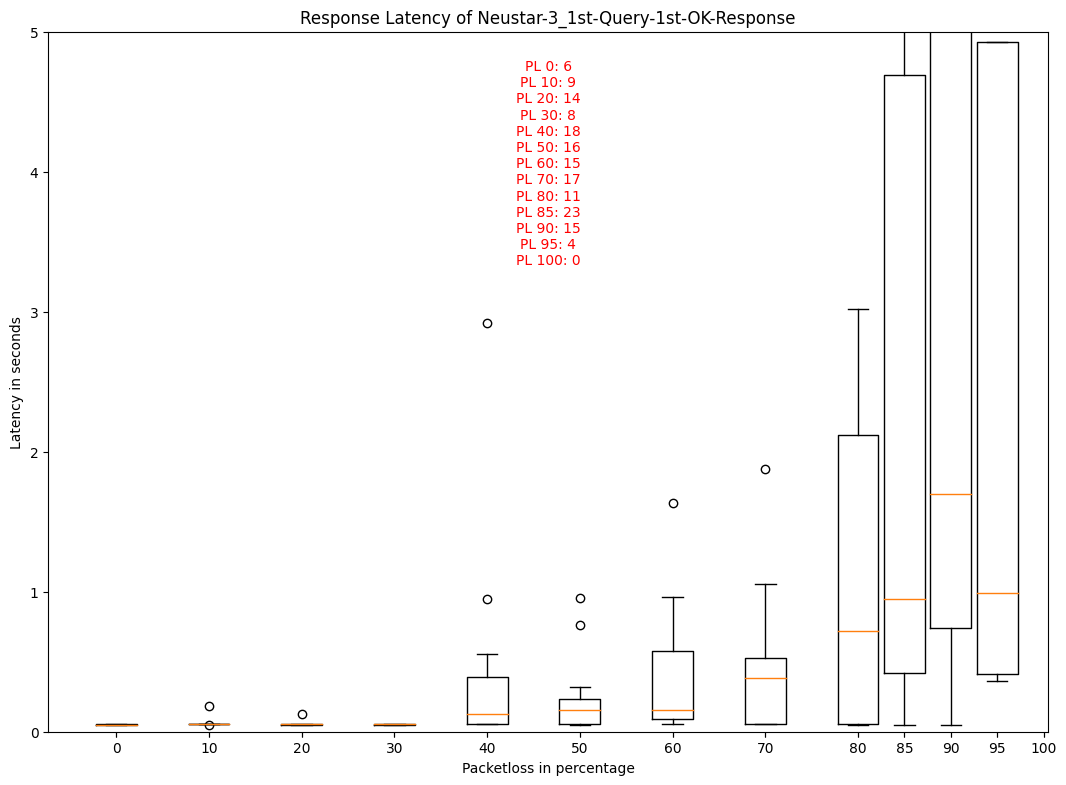 Response Latency of Neustar-3_1st-Query-1st-OK-Response
PL 0: 6
PL 10: 9
PL 20: 14
PL 30: 8
PL 40: 18
PL 50: 16
PL 60: 15
PL 70: 17
PL 80: 11
PL 85: 23
PL 90: 15
PL 95: 4
PL 100: 0
Latency in seconds
5
4
3
2
1
0
0 10 20 30 40 50 60 70 80 85 90 95 100
Packetloss in percentage